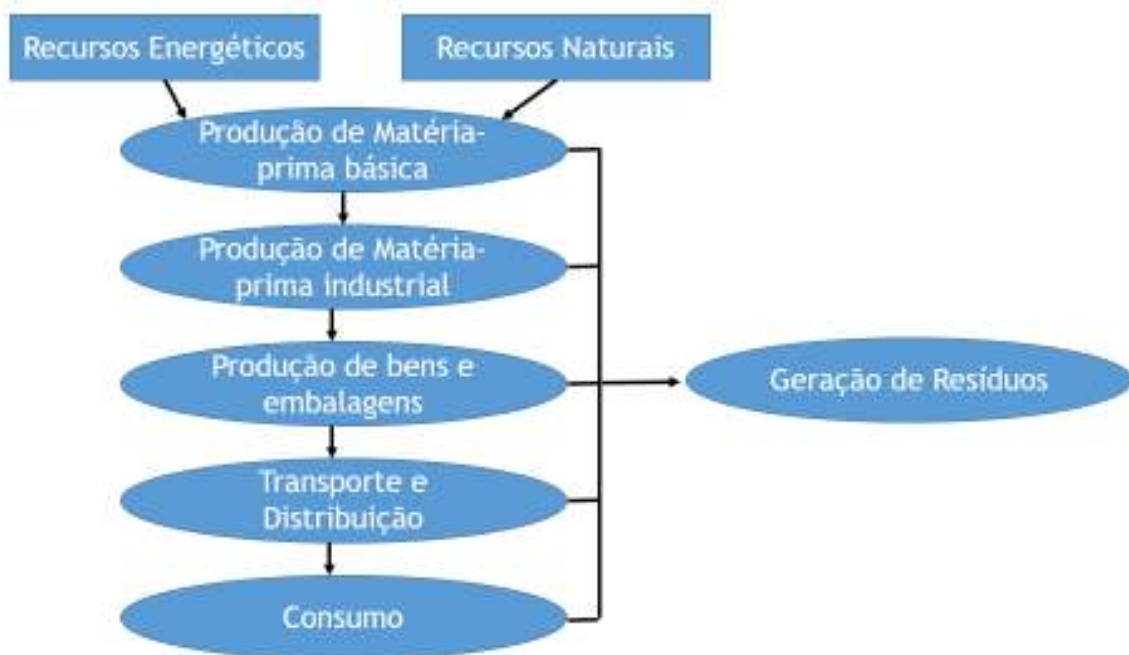 Recursos Energéticos
Recursos Naturais
Produção de Matéria-
prima básica
Produção de Matéria-
prima industrial
Produção de bens e
embalagens
Geração de Resíduos
Transporte e
Distribuição
Consumo